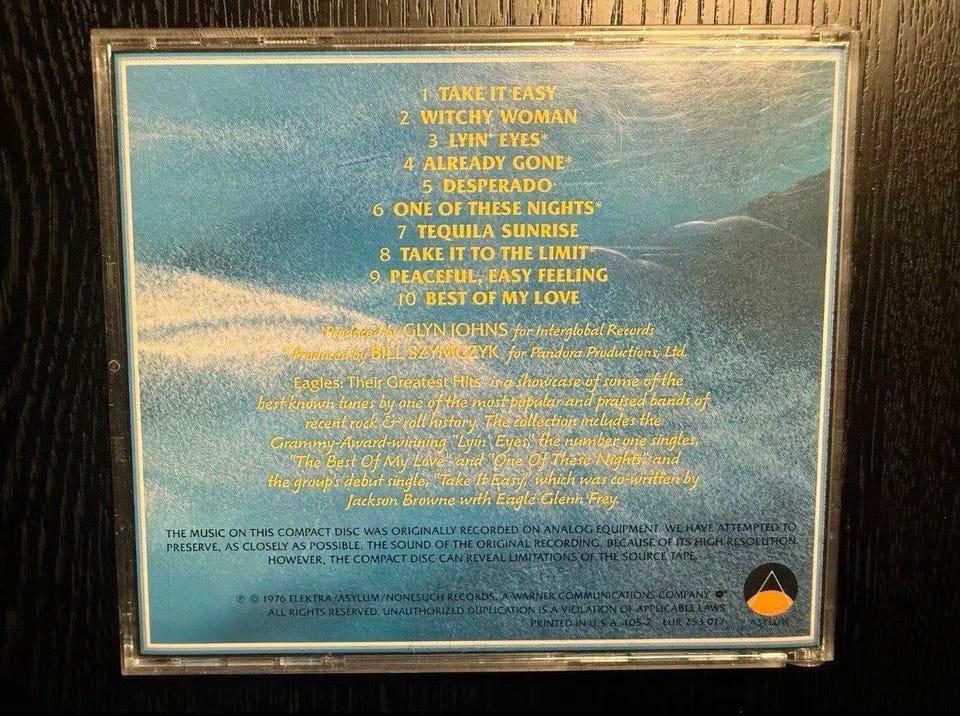 1 TAKE IT EASY
2 WITCHY WOMAN
3 LYIN' EYES*
4 ALREADY GONE*
5 DESPERADO
6 ONE OF THESE NIGHTS*
7 TEQUILA SUNRISE
8 TAKE IT TO THE LIMIT*
9 PEACEFUL, EASY FEELING
10 BEST OF MY LOVE
Produced by GLYN JOHNS for Interglobal Records
*Produced by BILL SZYMCZYK for Pandora Productions, Ltd.
Eagles: Their Greatest Hits is a showcase of some of the
best known tunes by one of the most popular and praised bands of
recent rock & roll history. The collection includes the
Grammy-Award-winning "Lyin' Eyes," the number one singles,
"The Best Of My Love" and "One Of These Nights," and
the group's debut single, "Take It Easy," which was co-written by
Jackson Browne with Eagle Glenn Frey.
THE MUSIC ON THIS COMPACT DISC WAS ORIGINALLY RECORDED ON ANALOG EQUIPMENT. WE HAVE ATTEMPTED TO
PRESERVE, AS CLOSELY AS POSSIBLE, THE SOUND OF THE ORIGINAL RECORDING. BECAUSE OF ITS HIGH RESOLUTION,
HOWEVER, THE COMPACT DISC CAN REVEAL LIMITATIONS OF THE SOURCE TAPE.
℗ © 1976 ELEKTRA/ASYLUM/NONESUCH RECORDS, A WARNER COMMUNICATIONS COMPANY
ALL RIGHTS RESERVED. UNAUTHORIZED DUPLICATION IS A VIOLATION OF APPLICABLE LAWS
PRINTED IN U.S.A. 105-2 EUR 253 017
ASYLUM